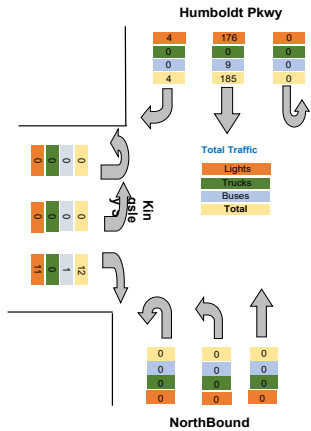 Humboldt Pkwy
4 176 0
0 0 0
0 9 0
4 185 0
Total Traffic
Lights
Trucks
Buses
Total
0 0 0 0
Kin
gsle
y S
0 0 0 0
11 0 1 12
0 0 0
0 0 0
0 0 0
0 0 0
NorthBound